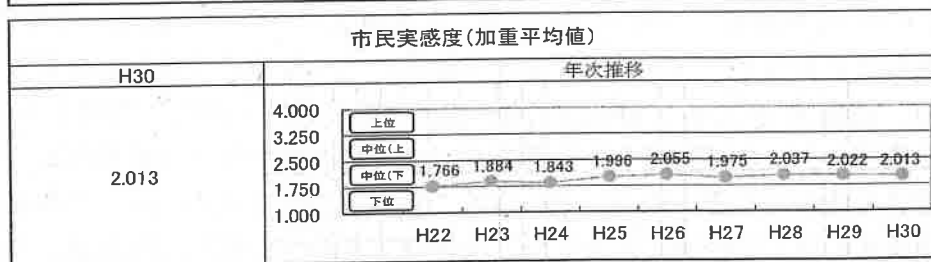 市民実感度(加重平均値)
H30
年次推移
2.013
4.000
3.250
2.500
1.750
1.000
上位
中位(上
中位(下
下位
1.766 1.884 1.843 1.996 2.055 1.975 2.037 2.022 2.013
H22 H23 H24 H25 H26 H27 H28 H29 H30